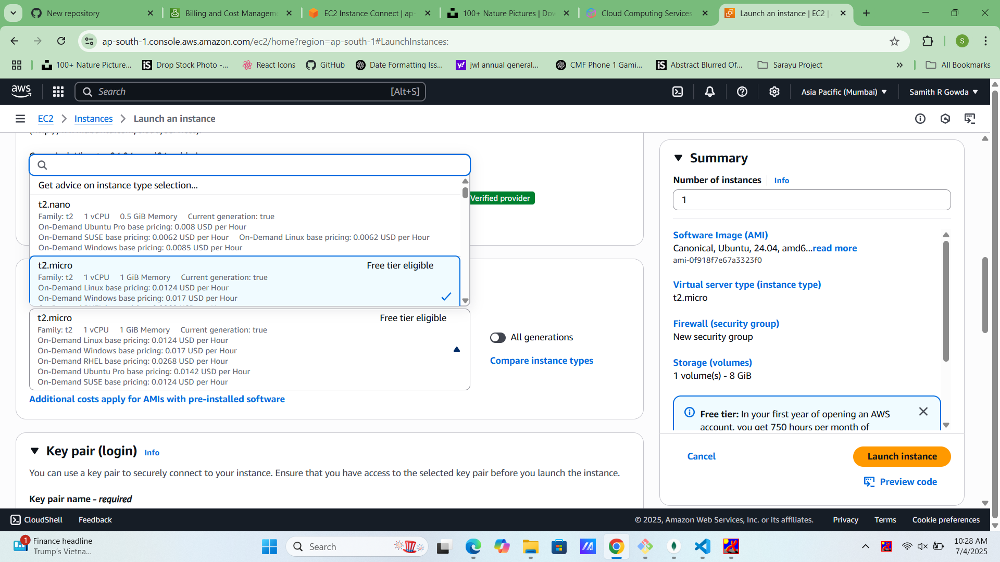 New repository
Billing and Cost Manageme
EC2 Instance Connect | ap-
100+ Nature Pictures | Dow
Cloud Computing Services
Launch an instance | EC2 |
ap-south-1.console.aws.amazon.com/ec2/home?region=ap-south-1#LaunchInstances:
S
100+ Nature Picture...
Drop Stock Photo -...
React Icons
GitHub
Date Formatting Iss...
jwl annual general...
CMF Phone 1 Gami...
Abstract Blurred Of...
Sarayu Project
All Bookmarks
aws
Search
[Alt+S]
Asia Pacific (Mumbai)
Samith R Gowda
EC2
Instances
Launch an instance
Get advice on instance type selection...
t2.nano
Family: t2 1 vCPU 0.5 GiB Memory Current generation: true
On-Demand Ubuntu Pro base pricing: 0.008 USD per Hour
On-Demand SUSE base pricing: 0.0062 USD per Hour On-Demand Linux base pricing: 0.0062 USD per Hour
On-Demand Windows base pricing: 0.0085 USD per Hour
t2.micro Free tier eligible
Family: t2 1 vCPU 1 GiB Memory Current generation: true
On-Demand Linux base pricing: 0.0124 USD per Hour
On-Demand Windows base pricing: 0.017 USD per Hour
Verified provider
t2.micro Free tier eligible
Family: t2 1 vCPU 1 GiB Memory Current generation: true
On-Demand Linux base pricing: 0.0124 USD per Hour
On-Demand Windows base pricing: 0.017 USD per Hour
On-Demand RHEL base pricing: 0.0268 USD per Hour
On-Demand Ubuntu Pro base pricing: 0.0142 USD per Hour
On-Demand SUSE base pricing: 0.0124 USD per Hour
All generations
Compare instance types
Additional costs apply for AMIs with pre-installed software
Key pair (login) Info
You can use a key pair to securely connect to your instance. Ensure that you have access to the selected key pair before you launch the instance.
Key pair name - required
Summary
Number of instances Info
1
Software Image (AMI)
Canonical, Ubuntu, 24.04, amd6...read more
ami-0f918f7e67a3323f0
Virtual server type (instance type)
t2.micro
Firewall (security group)
New security group
Storage (volumes)
1 volume(s) - 8 GiB
Free tier: In your first year of opening an AWS
account, you get 750 hours per month of
Cancel
Launch instance
Preview code
CloudShell
Feedback
© 2025, Amazon Web Services, Inc. or its affiliates.
Privacy
Terms
Cookie preferences
1
Finance headline
Trump's Vietna...
Search
10:28 AM
7/4/2025